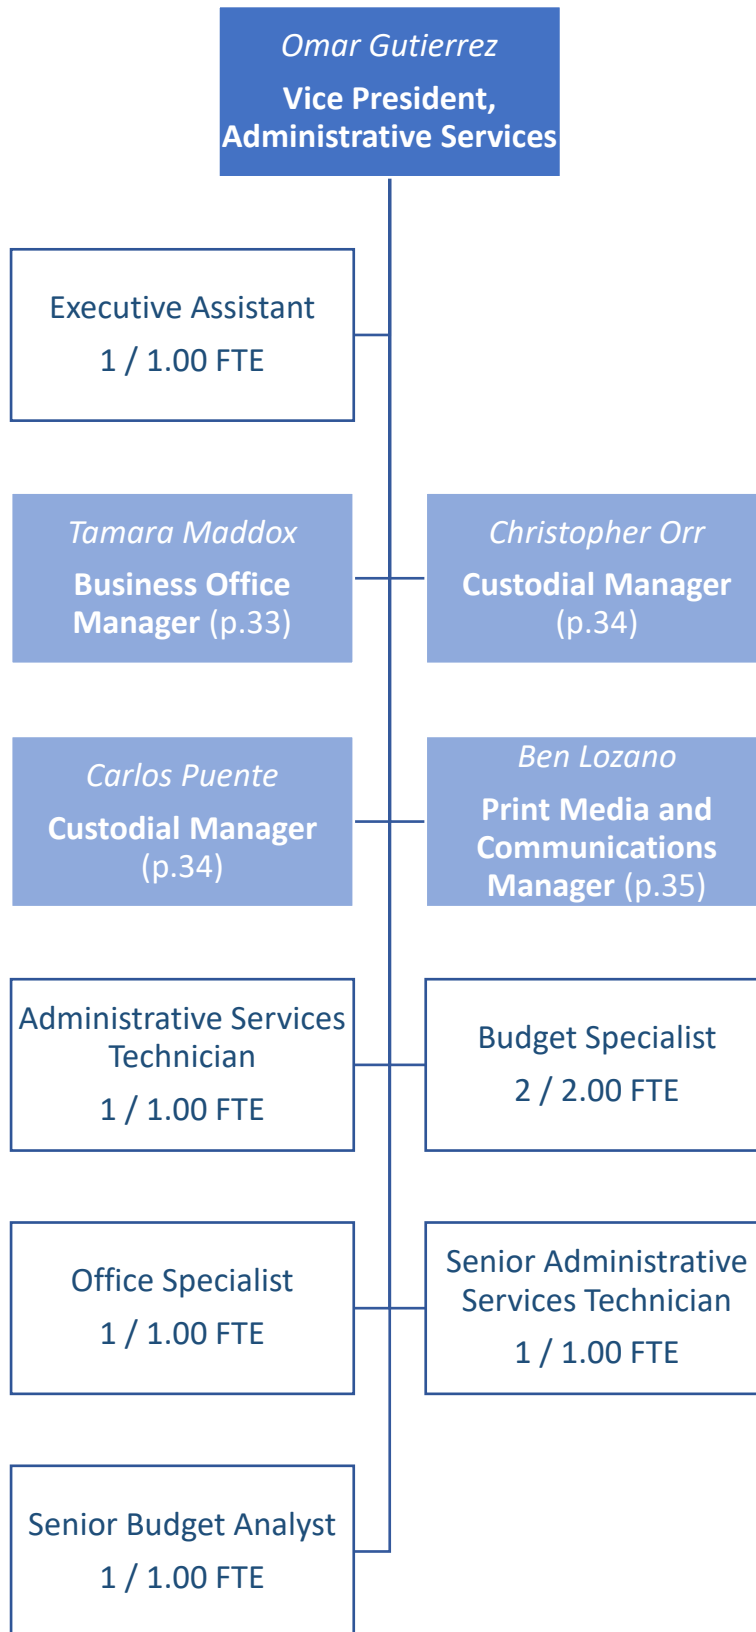 Omar Gutierrez
Vice President,
Administrative Services
Executive Assistant
1 / 1.00 FTE
Tamara Maddox
Business Office
Manager (p.33)
Christopher Orr
Custodial Manager
(p.34)
Carlos Puente
Custodial Manager
(p.34)
Ben Lozano
Print Media and
Communications
Manager (p.35)
Administrative Services
Technician
1 / 1.00 FTE
Budget Specialist
2 / 2.00 FTE
Office Specialist
1 / 1.00 FTE
Senior Administrative
Services Technician
1 / 1.00 FTE
Senior Budget Analyst
1 / 1.00 FTE